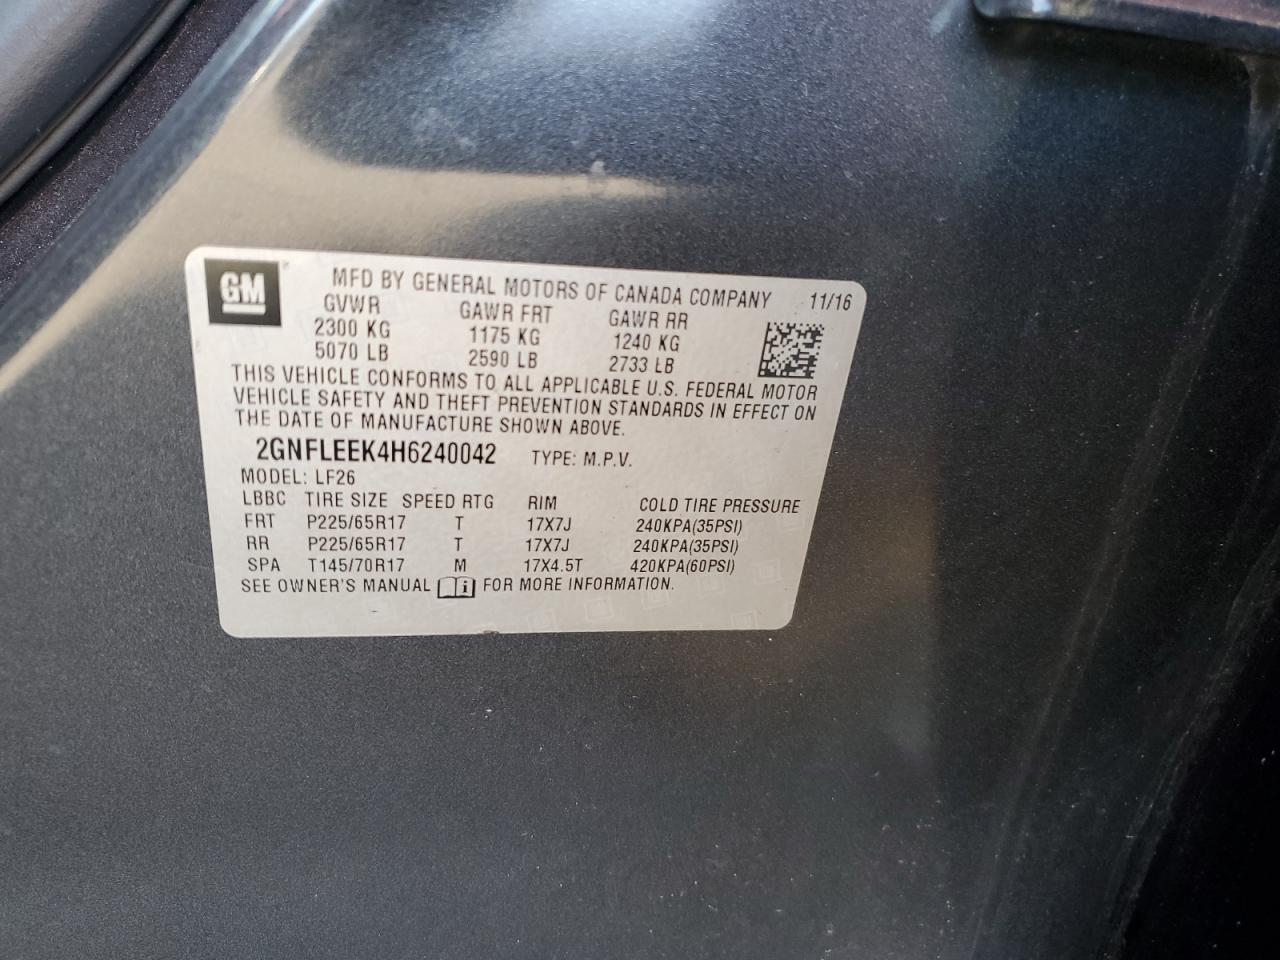 GM
MFD BY GENERAL MOTORS OF CANADA COMPANY 11/16
GVWR GAWR FRT GAWR RR
2300 KG 1175 KG 1240 KG
5070 LB 2590 LB 2733 LB
THIS VEHICLE CONFORMS TO ALL APPLICABLE U.S. FEDERAL MOTOR
VEHICLE SAFETY AND THEFT PREVENTION STANDARDS IN EFFECT ON
THE DATE OF MANUFACTURE SHOWN ABOVE.
2GNFLEEK4H6240042 TYPE: M.P.V.
MODEL: LF26
LBBC TIRE SIZE SPEED RTG RIM COLD TIRE PRESSURE
FRT P225/65R17 T 17X7J 240KPA(35PSI)
RR P225/65R17 T 17X7J 240KPA(35PSI)
SPA T145/70R17 M 17X4.5T 420KPA(60PSI)
SEE OWNER'S MANUAL FOR MORE INFORMATION.